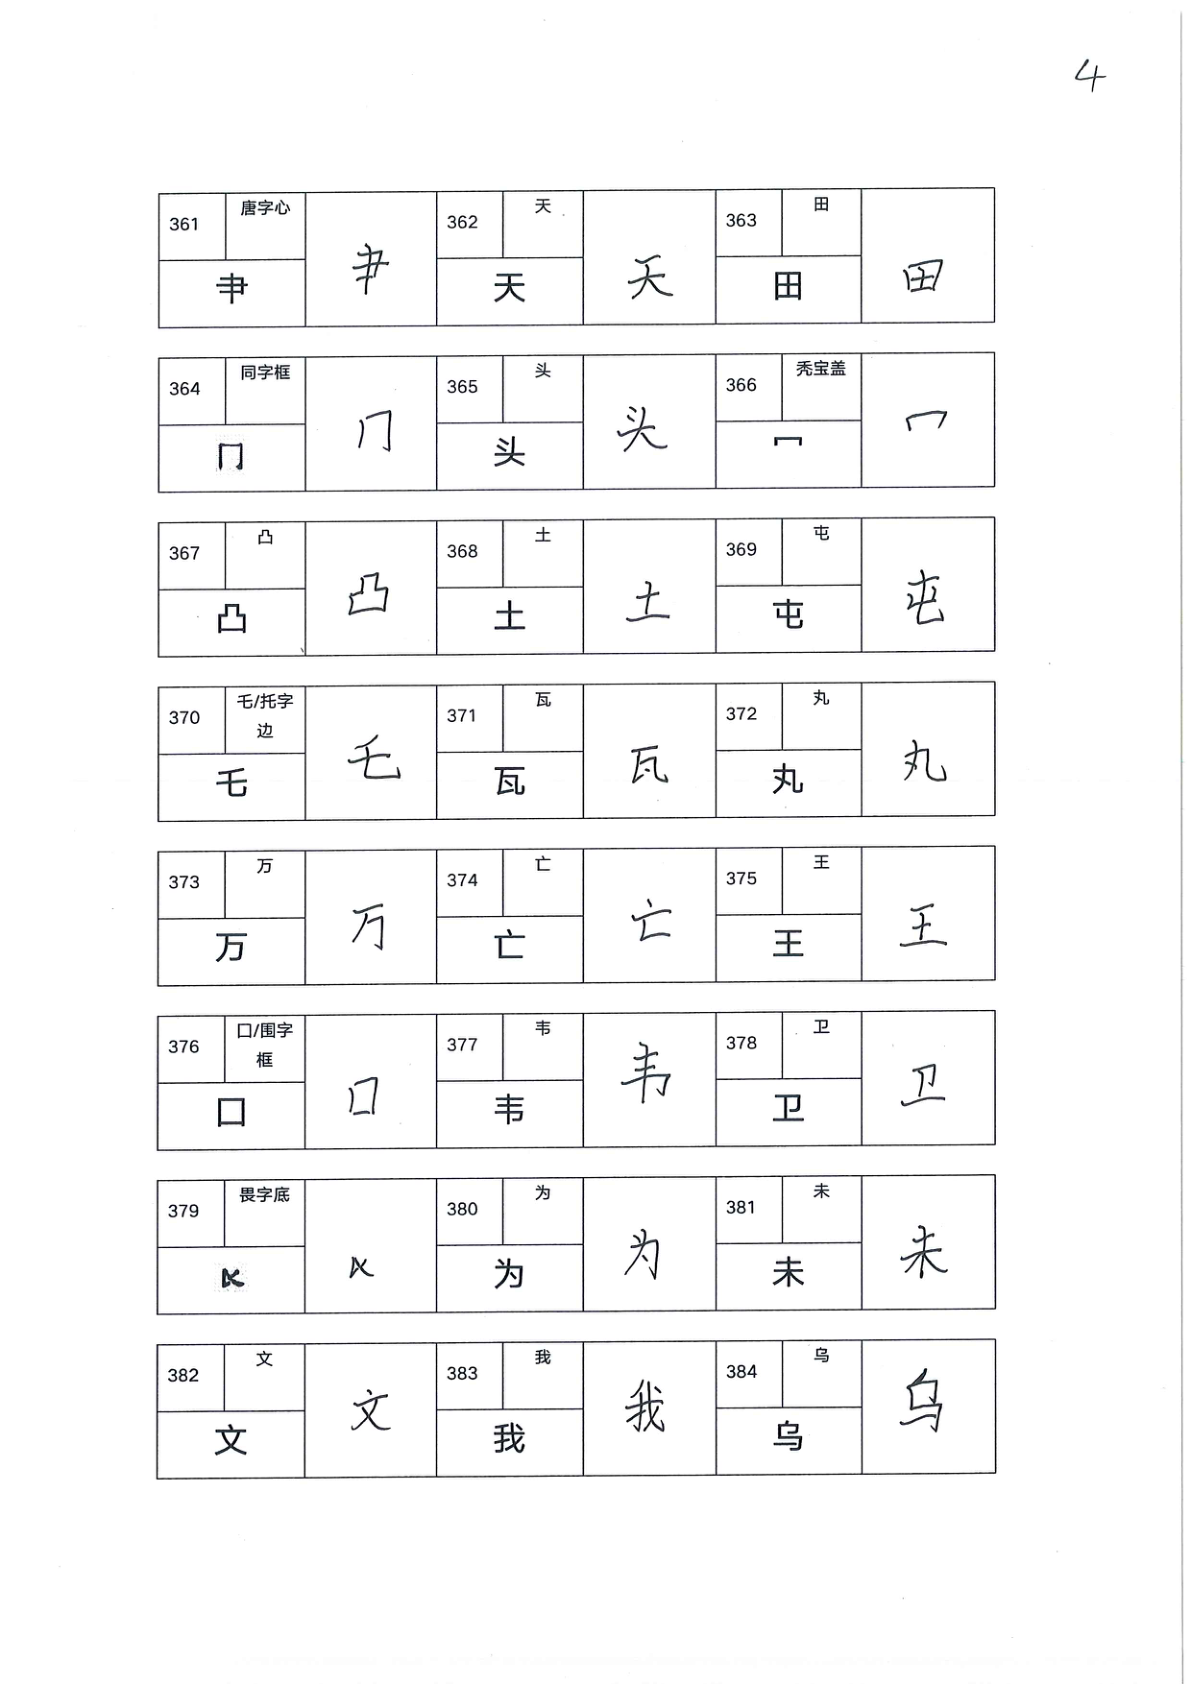 4
361 唐字心 肀 肀 362 天 天 天 363 田 田 田
364 同字框 冂 冂 365 头 头 头 366 秃宝盖 冖 冖
367 凸 凸 凸 368 土 土 土 369 屯 屯 屯
370 乇/托字边 乇 乇 371 瓦 瓦 瓦 372 丸 丸 丸
373 万 万 万 374 亡 亡 亡 375 王 王 王
376 囗/围字框 囗 囗 377 韦 韦 韦 378 卫 卫 卫
379 畏字底 380 为 为 为 381 未 未 未
382 文 文 文 383 我 我 我 384 乌 乌 乌